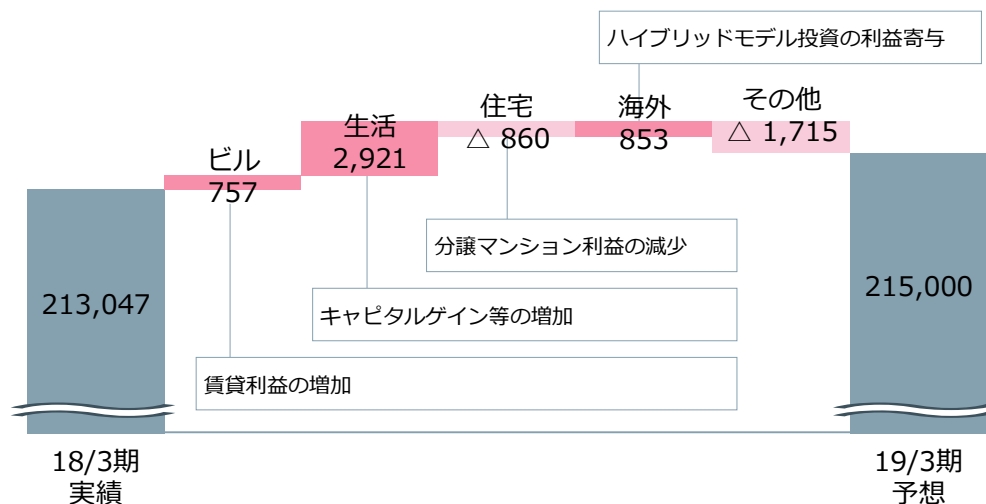 ハイブリッドモデル投資の利益寄与
ビル
757
生活
2,921
住宅
△ 860
海外
853
その他
△ 1,715
分譲マンション利益の減少
キャピタルゲイン等の増加
賃貸利益の増加
213,047
215,000
18/3期
実績
19/3期
予想